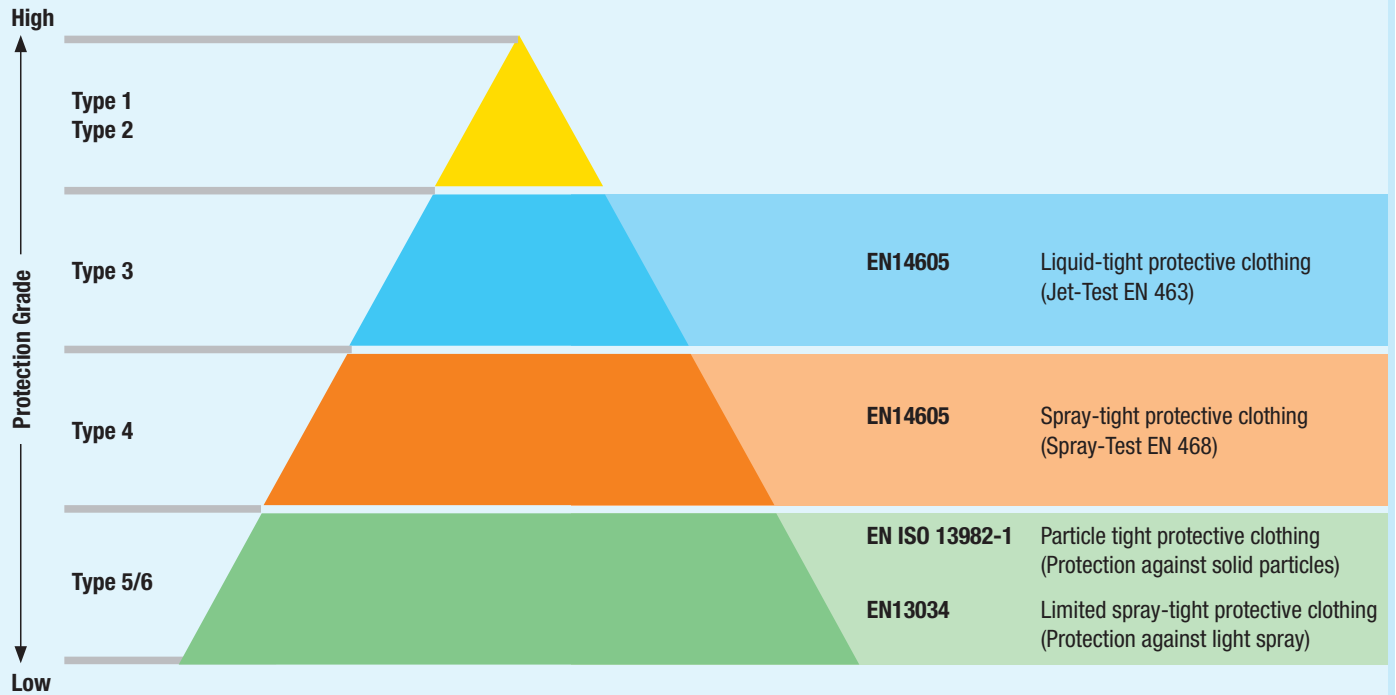 High
Protection Grade
Type 1
Type 2
Type 3
EN14605 Liquid-tight protective clothing
(Jet-Test EN 463)
Type 4
EN14605 Spray-tight protective clothing
(Spray-Test EN 468)
Type 5/6
EN ISO 13982-1 Particle tight protective clothing
(Protection against solid particles)
EN13034 Limited spray-tight protective clothing
(Protection against light spray)
Low